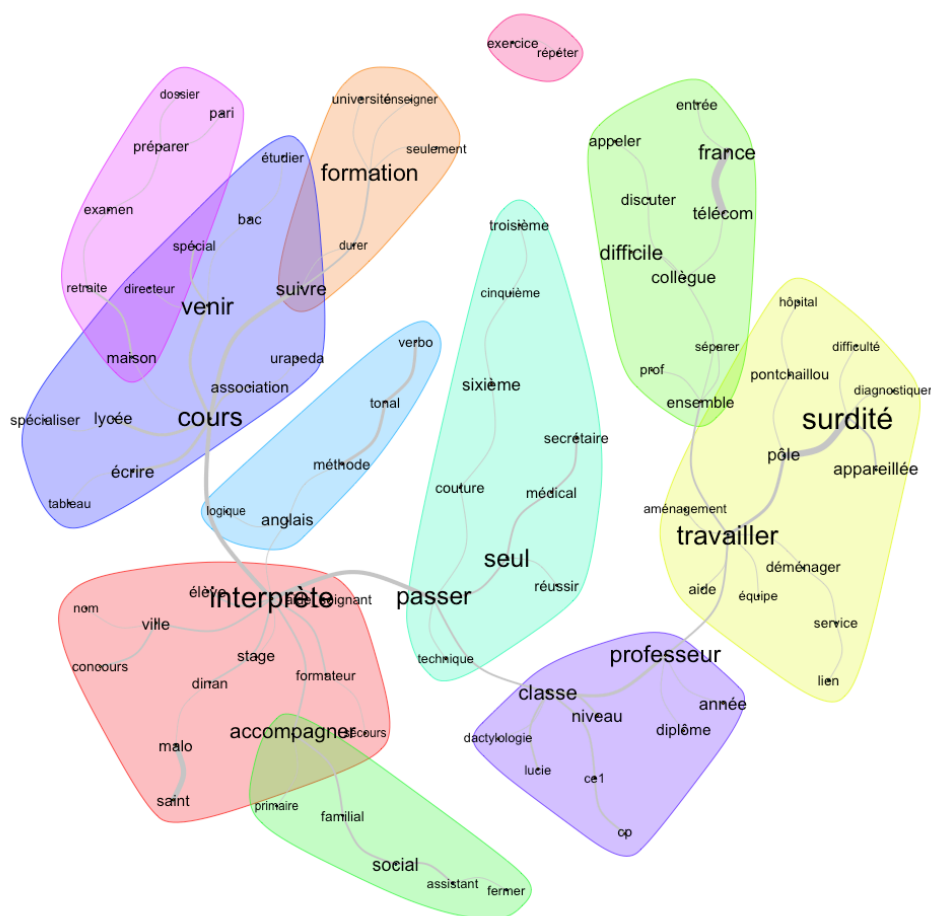 exercice
répéter
dossier
pari
préparer
examen
retraite
maison
université
enseigner
seulement
formation
durer
suivre
étudier
bac
spécial
directeur
venir
urapeda
association
spécialiser
lycée
cours
écrire
tableau
verbo
tonal
méthode
logique
anglais
troisième
cinquième
sixième
secrétaire
couture
médical
seul
réussir
passer
technique
entrée
appeler
france
discuter
télécom
difficile
collègue
séparer
prof
ensemble
hôpital
difficulté
pontchaillou
diagnostiquer
surdité
pôle
appareillée
aménagement
travailler
déménager
aide
équipe
service
lien
élève
interprète
aide soignant
nom
ville
concours
stage
formateur
dinan
accompagner
secours
malo
saint
primaire
familial
social
assistant
fermer
professeur
classe
niveau
année
diplôme
dactylologie
lucie
ce1
cp